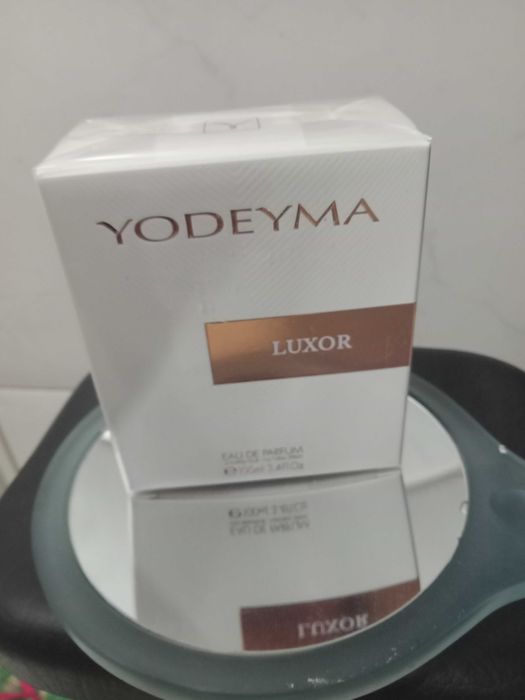 YODEYMA
LUXOR
EAU DE PARFUM
100ml 3.4Fl.Oz